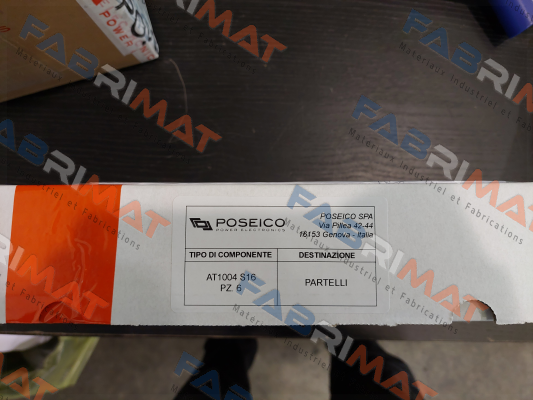 POSEICO
POWER ELECTRONICS
POSEICO SPA
Via Pillea 42-44
16153 Genova - Italia
TIPO DI COMPONENTE
DESTINAZIONE
AT1004 S16
PZ. 6
PARTELLI
FABRIMAT
Materiaux Industriel et Fabrications